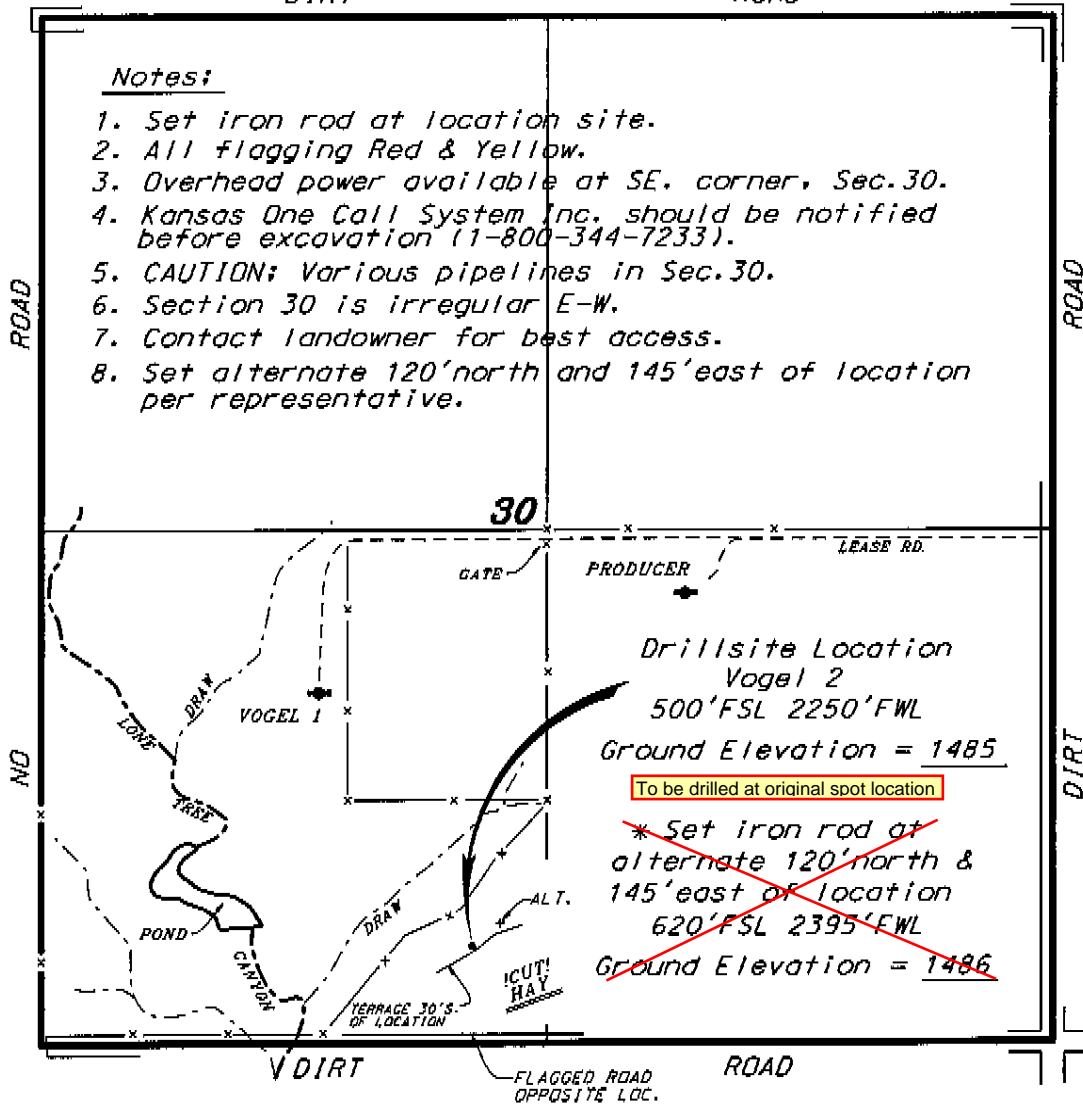 Notes:
1. Set iron rod at location site.
2. All flagging Red & Yellow.
3. Overhead power available at SE. corner, Sec.30.
4. Kansas One Call System Inc. should be notified
before excavation (1-800-344-7233).
5. CAUTION: Various pipelines in Sec.30.
6. Section 30 is irregular E-W.
7. Contact landowner for best access.
8. Set alternate 120'north and 145'east of location
per representative.
ROAD
ROAD
30
LEASE RD.
GATE
PRODUCER
Drillsite Location
Vogel 2
500'FSL 2250'FWL
Ground Elevation = 1485
To be drilled at original spot location
* Set iron rod at
alternate 120'north &
145'east of location
620'FSL 2395'FWL
Ground Elevation = 1486
DRAW
VOGEL 1
LONE
TREE
NO
DIRT
POND
CANYON
DRAW
ALT.
!CUT!
HAY
TERRACE 30'S.
OF LOCATION
DIRT
ROAD
FLAGGED ROAD
OPPOSITE LOC.